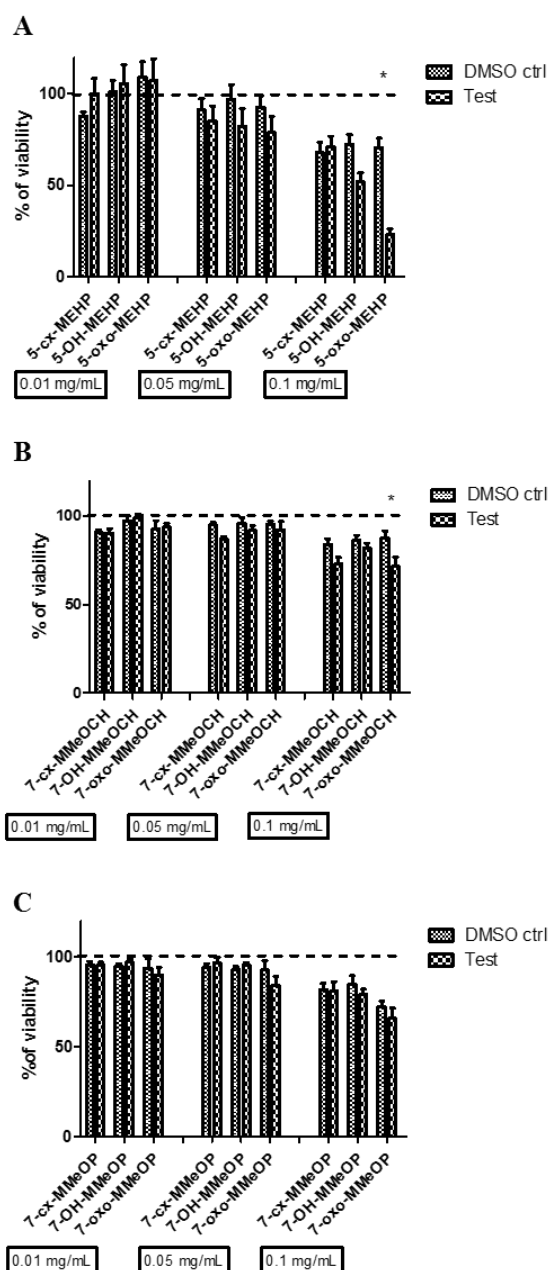 A
DMSO ctrl
Test
*
100
50
0
% of viability
5-cx-MEHP
5-OH-MEHP
5-oxo-MEHP
5-cx-MEHP
5-OH-MEHP
5-oxo-MEHP
5-cx-MEHP
5-OH-MEHP
5-oxo-MEHP
0.01 mg/mL
0.05 mg/mL
0.1 mg/mL
B
DMSO ctrl
Test
*
100
50
0
% of viability
7-cx-MMeOCH
7-OH-MMeOCH
7-oxo-MMeOCH
7-cx-MMeOCH
7-OH-MMeOCH
7-oxo-MMeOCH
7-cx-MMeOCH
7-OH-MMeOCH
7-oxo-MMeOCH
0.01 mg/mL
0.05 mg/mL
0.1 mg/mL
C
DMSO ctrl
Test
100
50
0
%of viability
7-cx-MMeOP
7-OH-MMeOP
7-oxo-MMeOP
7-cx-MMeOP
7-OH-MMeOP
7-oxo-MMeOP
7-cx-MMeOP
7-OH-MMeOP
7-oxo-MMeOP
0.01 mg/mL
0.05 mg/mL
0.1 mg/mL